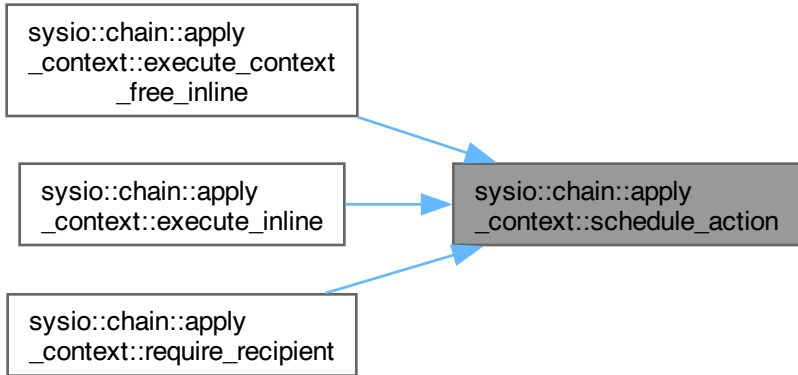 sysio::chain::apply
_context::execute_context
_free_inline
sysio::chain::apply
_context::execute_inline
sysio::chain::apply
_context::schedule_action
sysio::chain::apply
_context::require_recipient